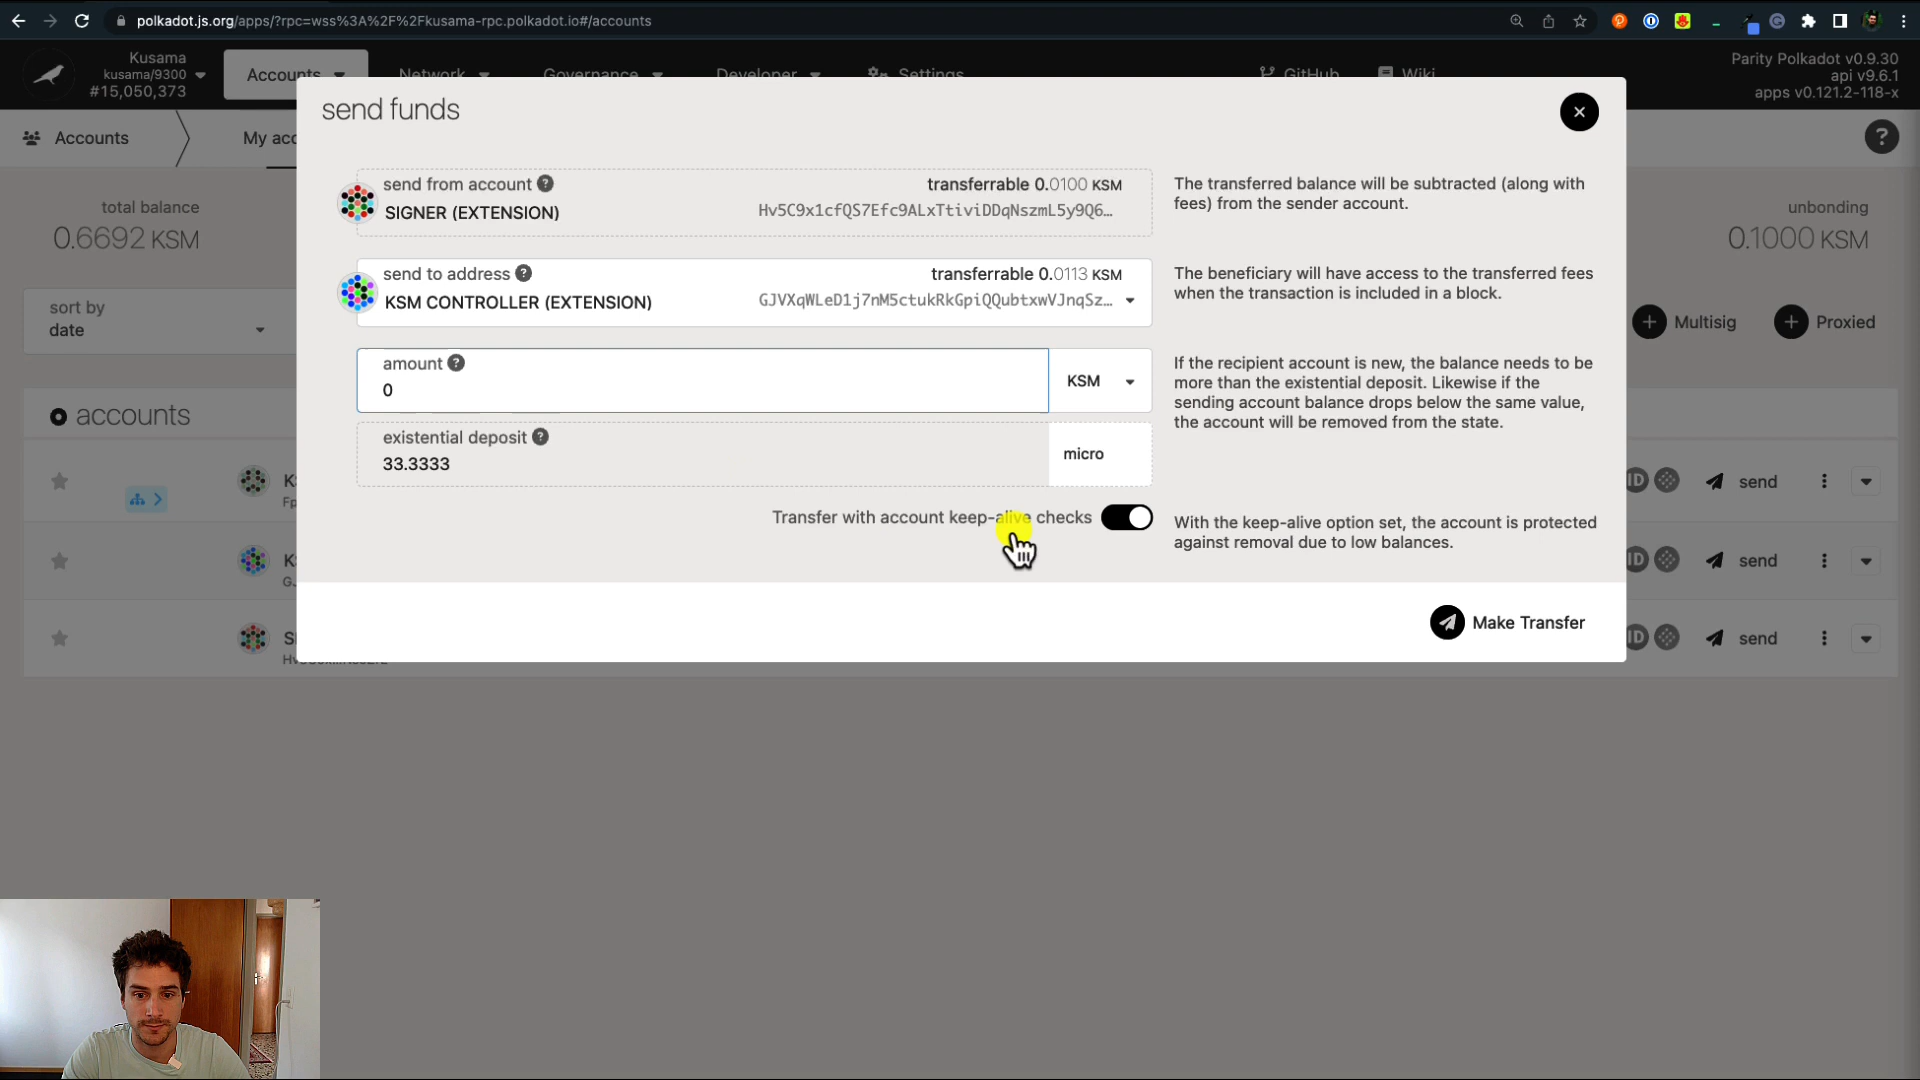 polkadot.js.org/apps/?rpc=wss%3A%2F%2Fkusama-rpc.polkadot.io#/accounts
Kusama
kusama/9300
#15,050,373
Accounts
Network
Governance
Developer
Settings
GitHub
Wiki
Parity Polkadot v0.9.30
api v9.6.1
apps v0.121.2-118-x
Accounts
My acc
send funds
total balance
0.6692 KSM
unbonding
0.1000 KSM
send from account
SIGNER (EXTENSION)
transferrable 0.0100 KSM
Hv5C9x1cfQS7Efc9ALxTtiviDDqNszmL5y9Q6…
The transferred balance will be subtracted (along with
fees) from the sender account.
send to address
KSM CONTROLLER (EXTENSION)
transferrable 0.0113 KSM
GJVXqWLeD1j7nM5ctukRkGpiQQubtxwVJnqSz…
The beneficiary will have access to the transferred fees
when the transaction is included in a block.
sort by
date
Multisig
Proxied
amount
0
KSM
If the recipient account is new, the balance needs to be
more than the existential deposit. Likewise if the
sending account balance drops below the same value,
the account will be removed from the state.
existential deposit
33.3333
micro
Transfer with account keep-alive checks
With the keep-alive option set, the account is protected
against removal due to low balances.
Make Transfer
accounts
send
send
send